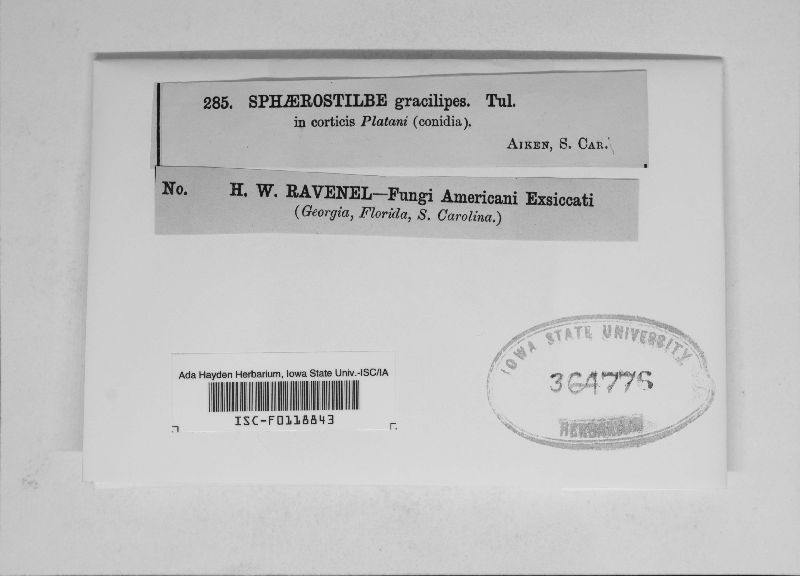 285. SPHÆROSTILBE gracilipes. Tul.
in corticis Platani (conidia).
AIKEN, S. CAR.
No. H. W. RAVENEL—Fungi Americani Exsiccati
(Georgia, Florida, S. Carolina.)
Ada Hayden Herbarium, Iowa State Univ.-ISC/IA
ISC-F0118843
IOWA STATE UNIVERSITY
364776
HERBARIUM